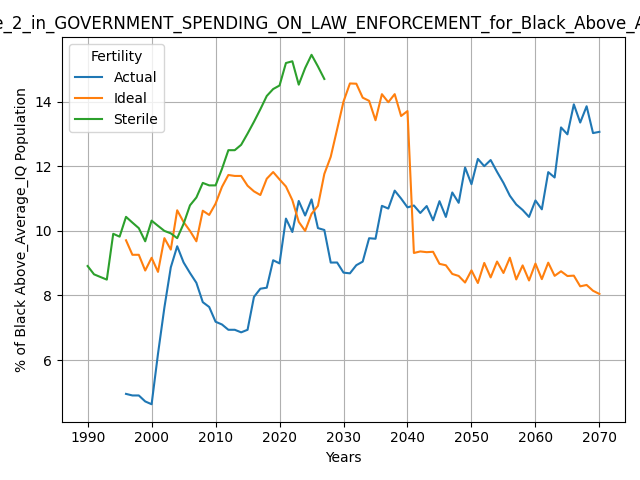 e_2_in_GOVERNMENT_SPENDING_ON_LAW_ENFORCEMENT_for_Black_Above_A
Fertility
Actual
Ideal
Sterile
% of Black Above_Average_IQ Population
14
12
10
8
6
1990 2000 2010 2020 2030 2040 2050 2060 2070
Years